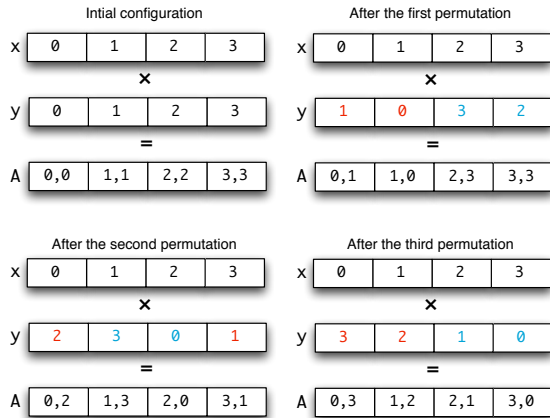 Intial configuration
x 0 1 2 3
×
y 0 1 2 3
=
A 0,0 1,1 2,2 3,3
After the first permutation
x 0 1 2 3
×
y 1 0 3 2
=
A 0,1 1,0 2,3 3,3
After the second permutation
x 0 1 2 3
×
y 2 3 0 1
=
A 0,2 1,3 2,0 3,1
After the third permutation
x 0 1 2 3
×
y 3 2 1 0
=
A 0,3 1,2 2,1 3,0